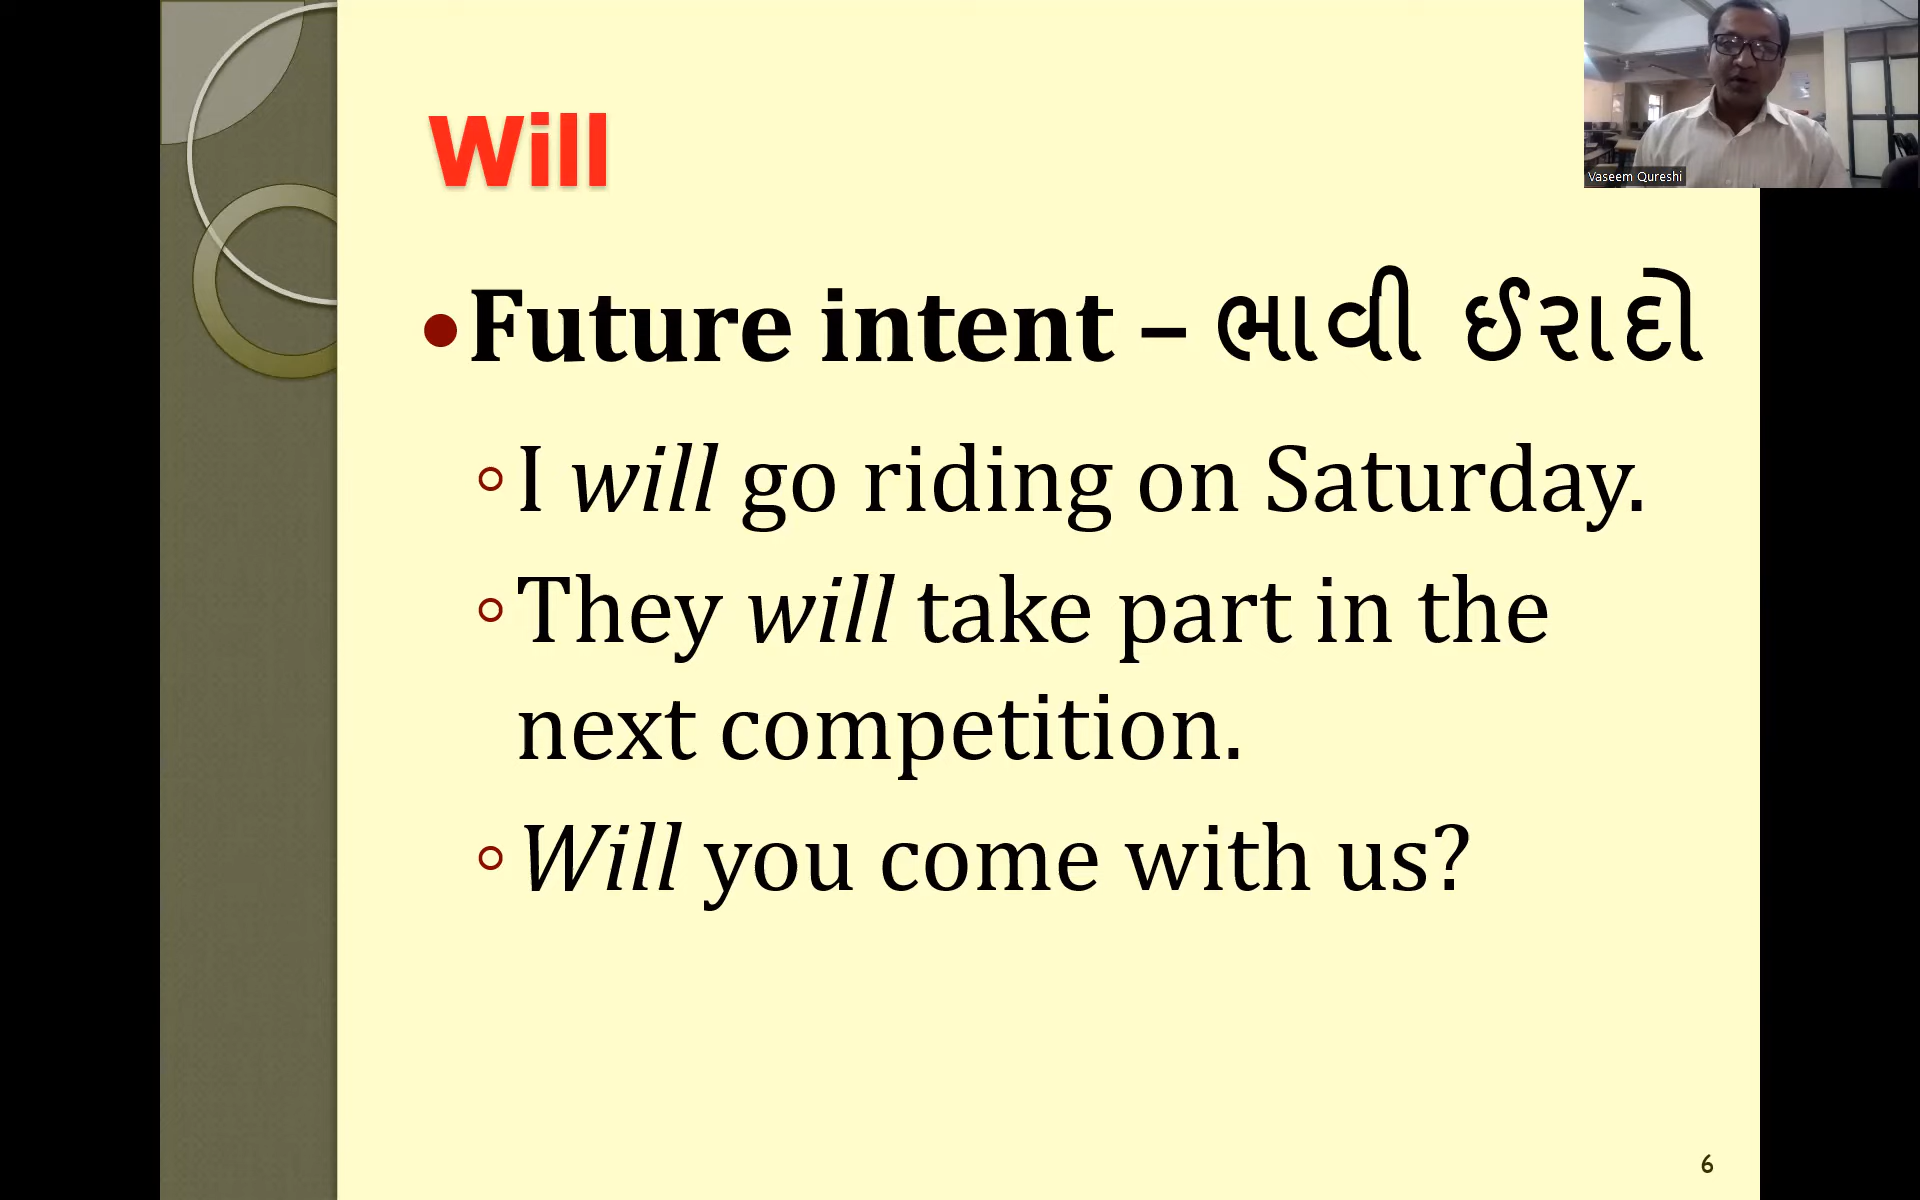 Will
Vaseem Qureshi
•Future intent – ભાવી ઈરાદો
◦I will go riding on Saturday.
◦They will take part in the
next competition.
◦Will you come with us?
6